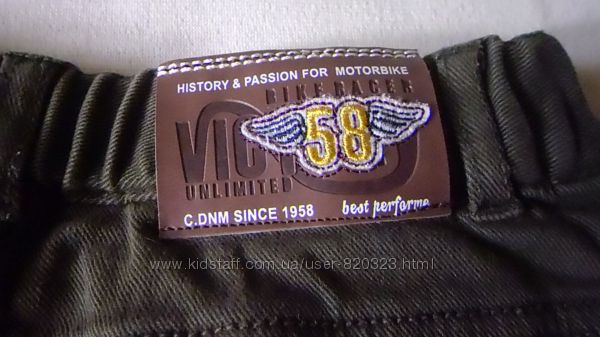 HISTORY & PASSION FOR MOTORBIKE
BIKE RACER
58
UNLIMITED
C.DNM SINCE 1958 best performa
www.kidstaff.com.ua/user-820323.html